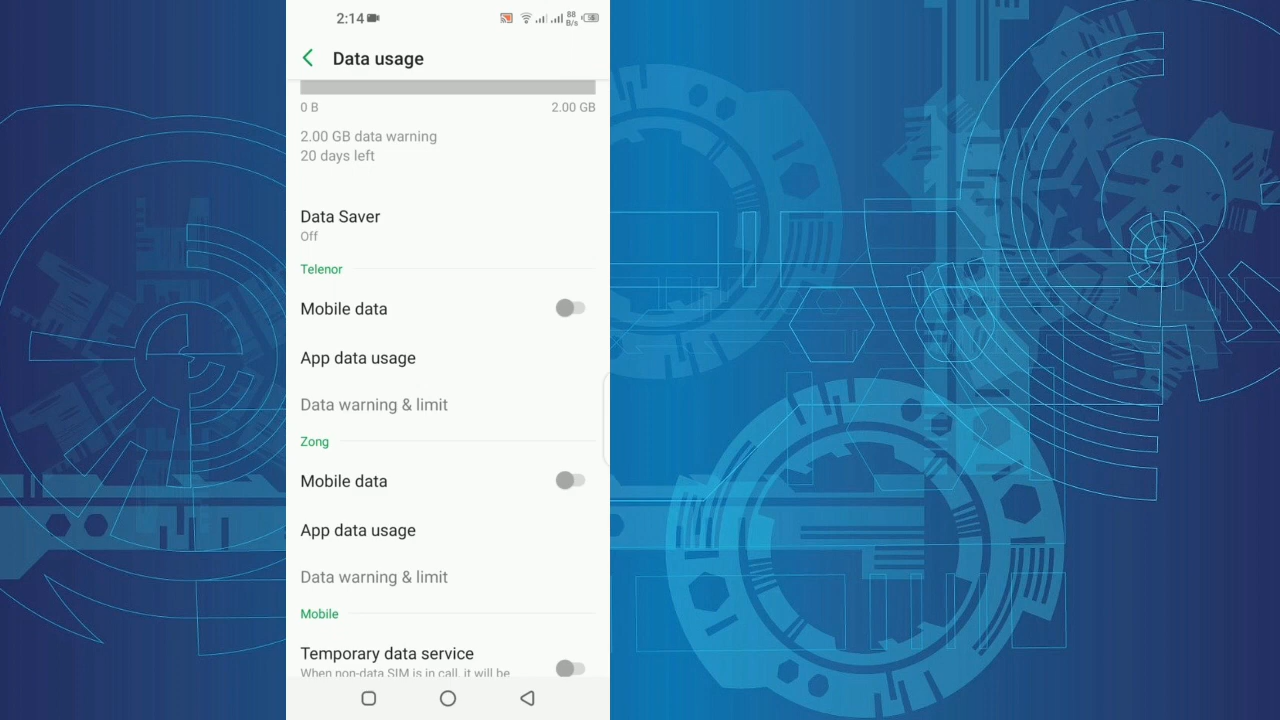 2:14
88
B/s
58
Data usage
0 B
2.00 GB
2.00 GB data warning
20 days left
Data Saver
Off
Telenor
Mobile data
App data usage
Data warning & limit
Zong
Mobile data
App data usage
Data warning & limit
Mobile
Temporary data service
When non-data SIM is in call, it will be